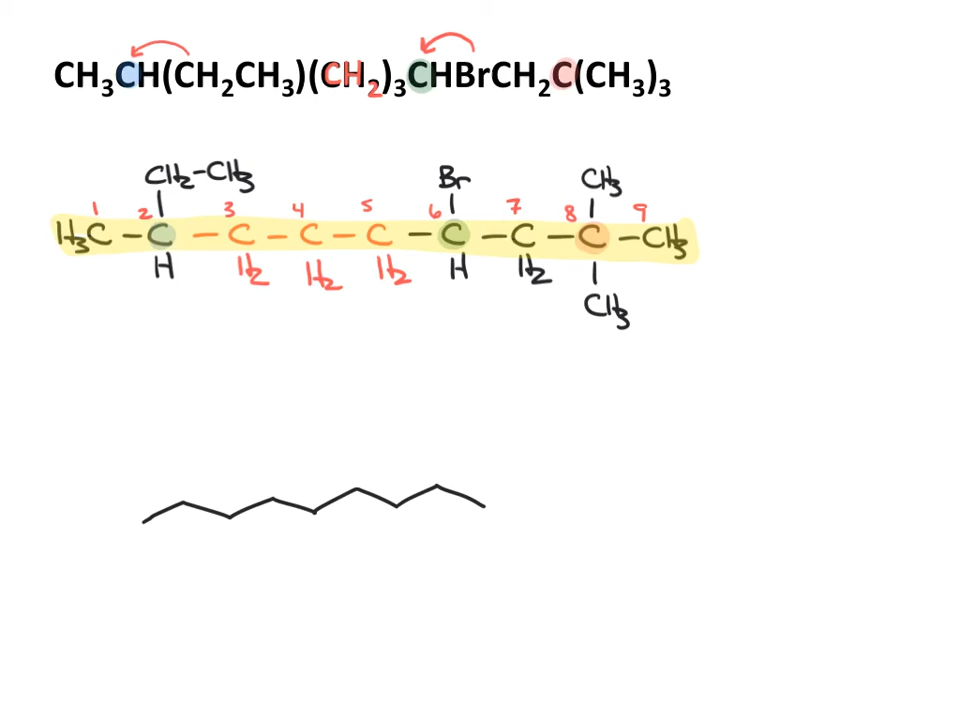 CH₃CH(CH₂CH₃)(CH₂)₃CHBrCH₂C(CH₃)₃
CH₂-CH₃ Br CH₃
1 2 3 4 5 6 7 8 9
H₃C - C - C - C - C - C - C - C - CH₃
H H₂ H₂ H₂ H H₂
CH₃